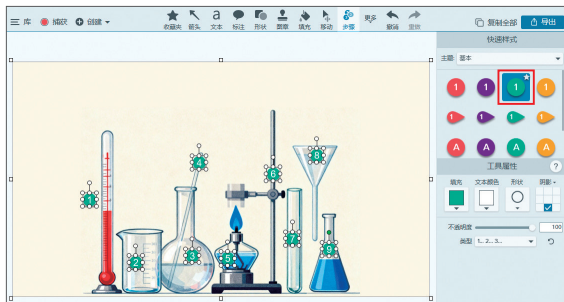 库 捕获 创建 收藏夹 箭头 a 文本 标注 形状 图章 填充 移动 步骤 更多 撤消 重做 复制全部 导出
快速样式
主题: 基本
1 1 1 1
1 1 1 1
A A A A
工具属性 ?
填充 文本颜色 形状 阴影
不透明度 100
类型 1... 2... 3...
1
2
3
4
5
6
7
8
9